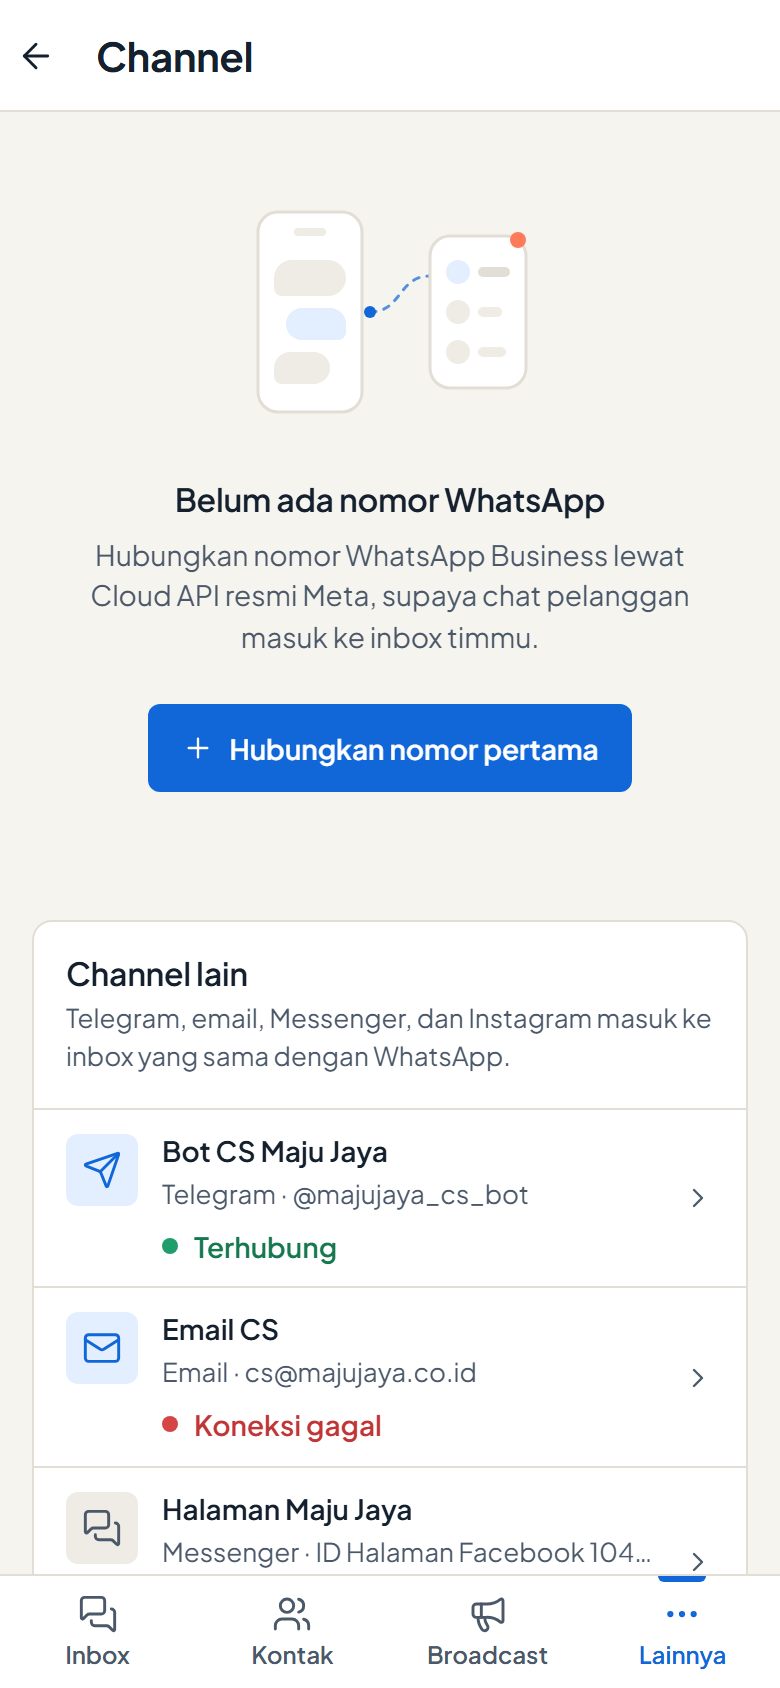 Channel
Belum ada nomor WhatsApp
Hubungkan nomor WhatsApp Business lewat
Cloud API resmi Meta, supaya chat pelanggan
masuk ke inbox timmu.
Hubungkan nomor pertama
Channel lain
Telegram, email, Messenger, dan Instagram masuk ke
inbox yang sama dengan WhatsApp.
Bot CS Maju Jaya
Telegram · @majujaya_cs_bot
Terhubung
Email CS
Email · cs@majujaya.co.id
Koneksi gagal
Halaman Maju Jaya
Messenger · ID Halaman Facebook 104...
Inbox
Kontak
Broadcast
Lainnya